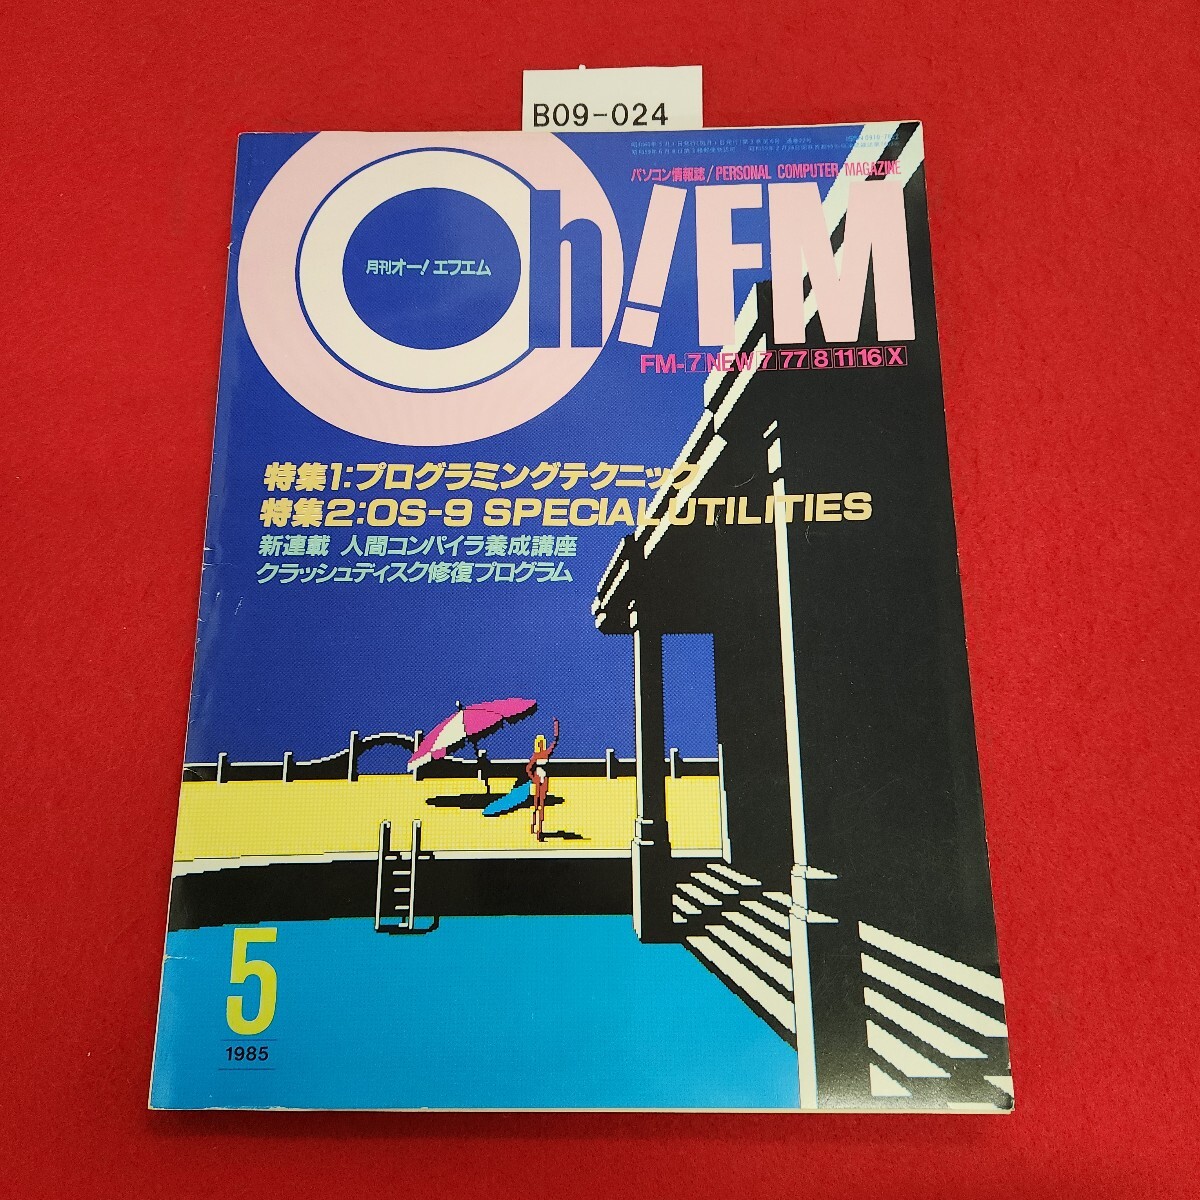 B09-024
パソコン情報誌/PERSONAL COMPUTER MAGAZINE
Oh!FM
月刊オー!エフエム
FM-7 NEW7 77 8 11 16 X
特集1:プログラミングテクニック
特集2:OS-9 SPECIAL UTILITIES
新連載 人間コンパイラ養成講座
クラッシュディスク修復プログラム
5
1985